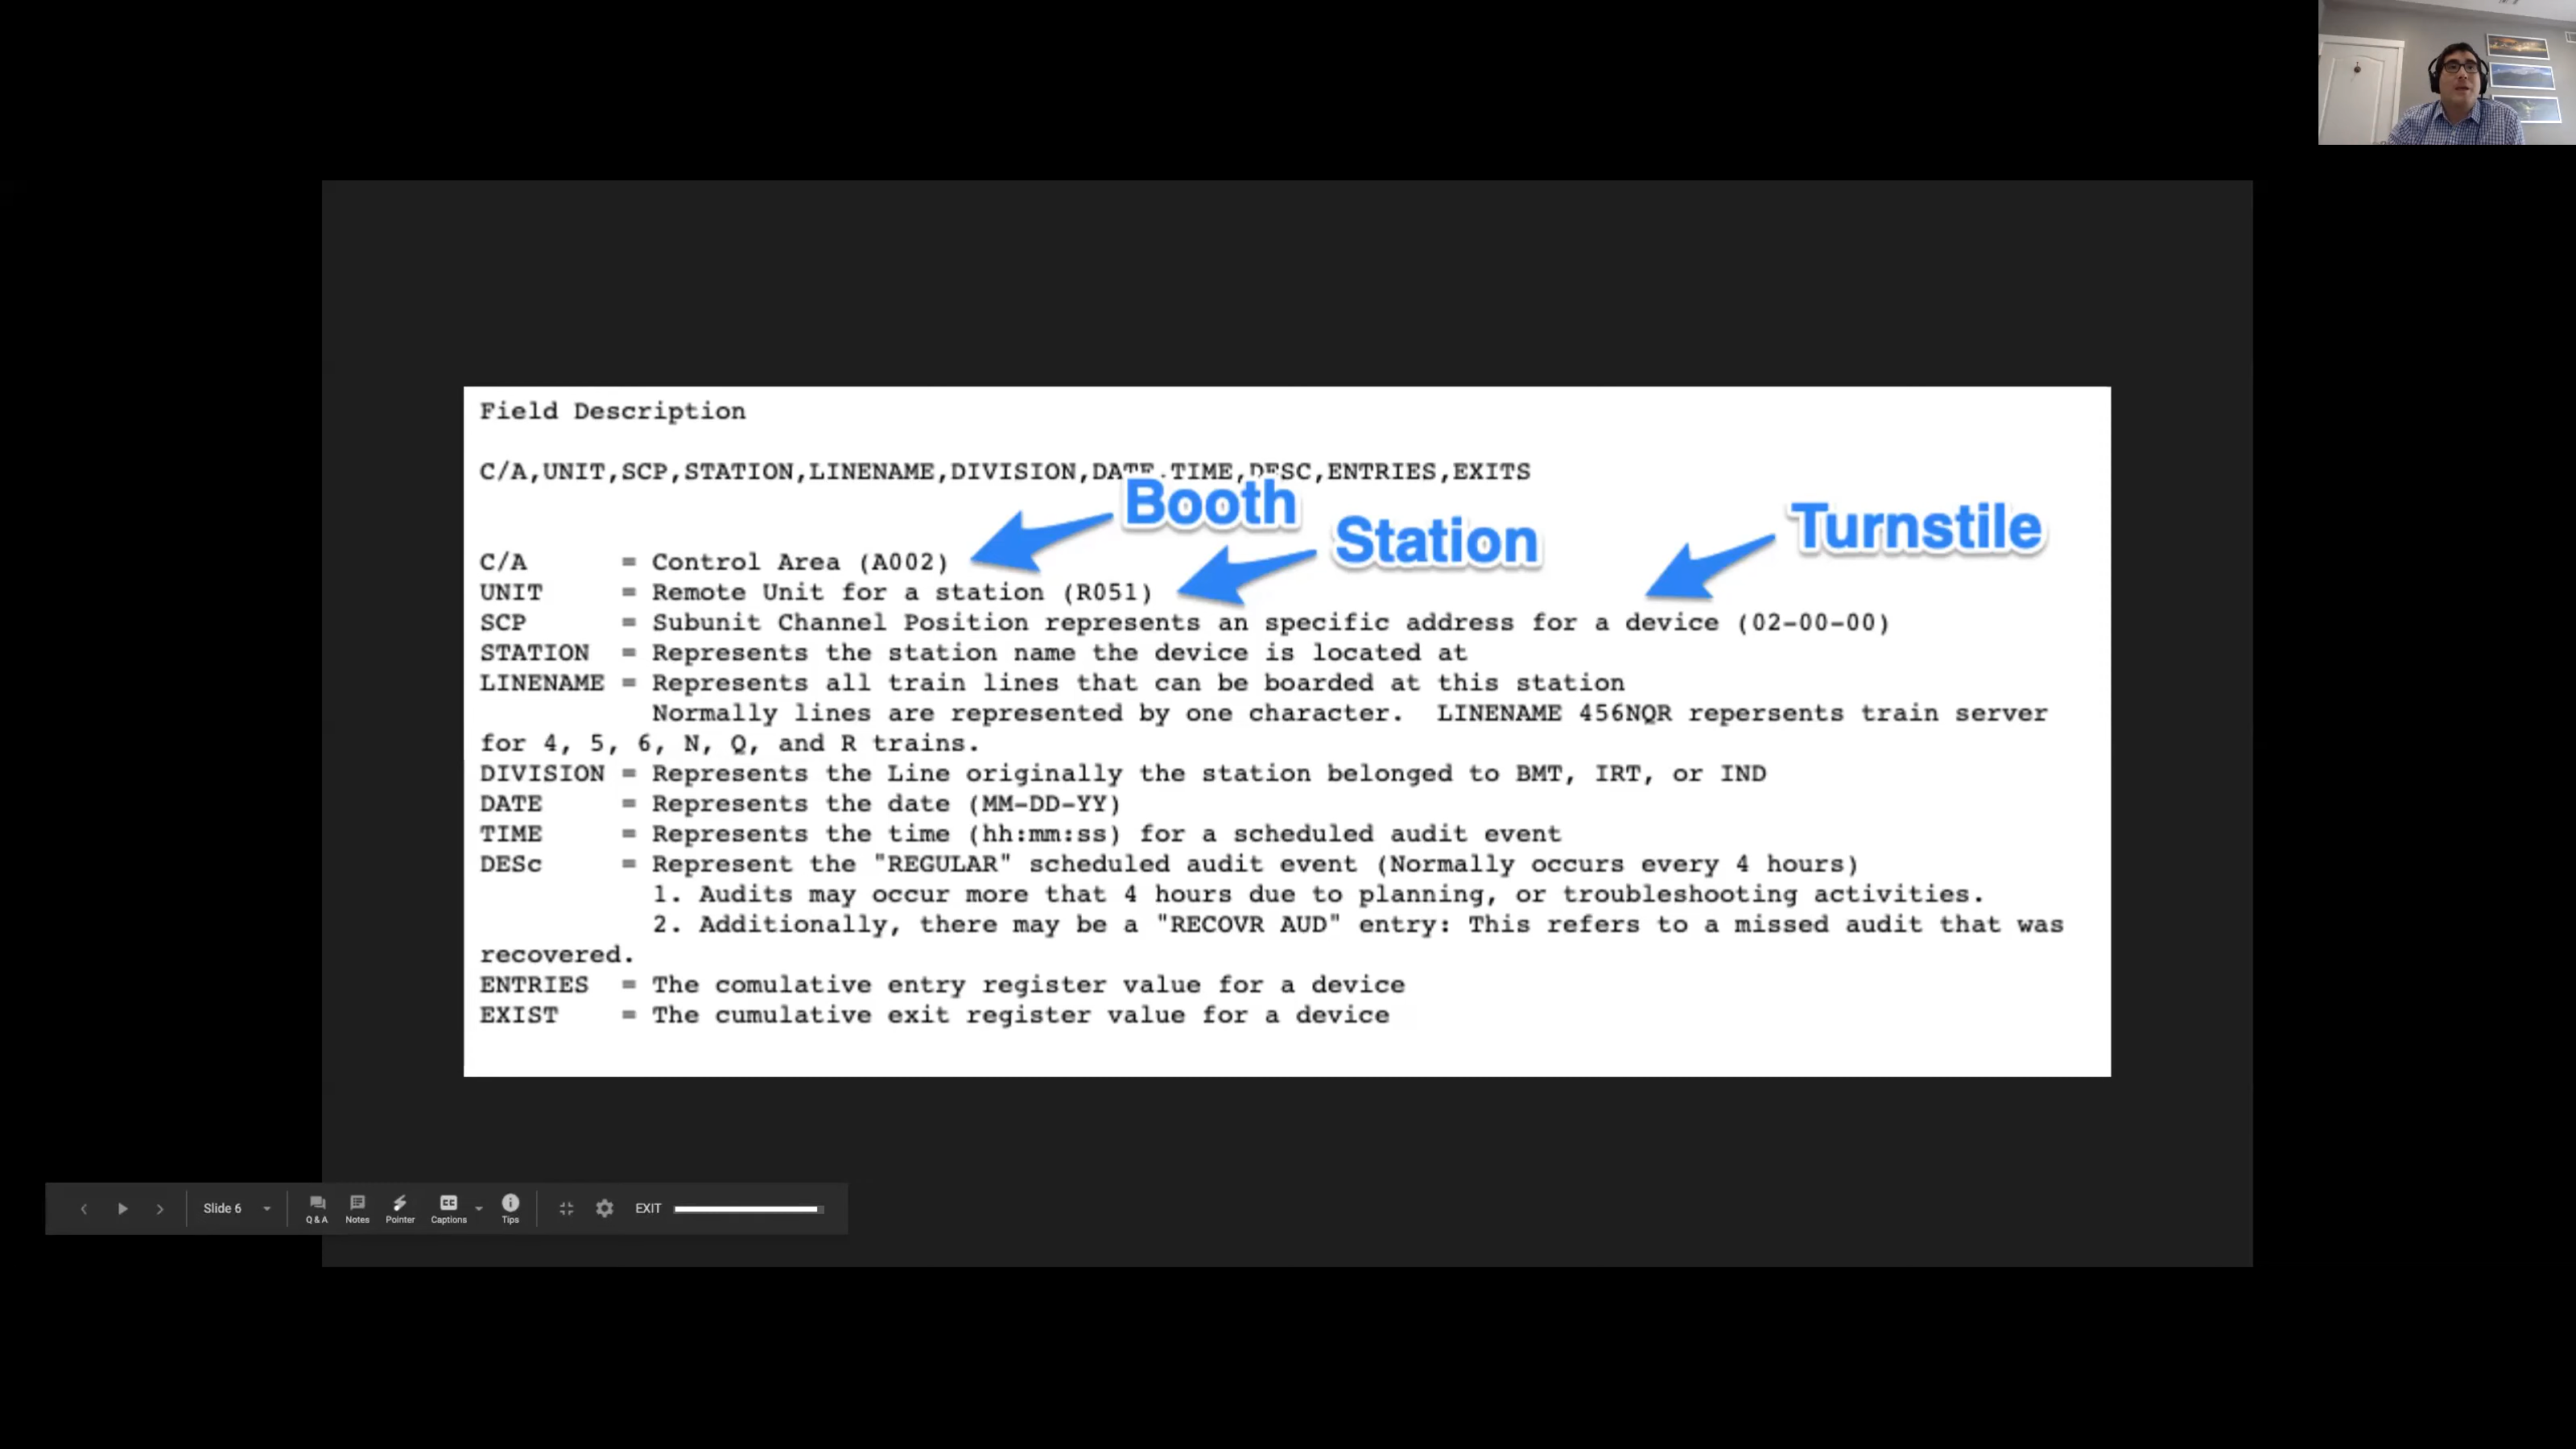 Field Description
C/A,UNIT,SCP,STATION,LINENAME,DIVISION,DATE,TIME,DESC,ENTRIES,EXITS
Booth
Station
Turnstile
C/A = Control Area (A002)
UNIT = Remote Unit for a station (R051)
SCP = Subunit Channel Position represents an specific address for a device (02-00-00)
STATION = Represents the station name the device is located at
LINENAME = Represents all train lines that can be boarded at this station
Normally lines are represented by one character. LINENAME 456NQR repersents train server
for 4, 5, 6, N, Q, and R trains.
DIVISION = Represents the Line originally the station belonged to BMT, IRT, or IND
DATE = Represents the date (MM-DD-YY)
TIME = Represents the time (hh:mm:ss) for a scheduled audit event
DESc = Represent the "REGULAR" scheduled audit event (Normally occurs every 4 hours)
1. Audits may occur more that 4 hours due to planning, or troubleshooting activities.
2. Additionally, there may be a "RECOVR AUD" entry: This refers to a missed audit that was
recovered.
ENTRIES = The comulative entry register value for a device
EXIST = The cumulative exit register value for a device
Slide 6
Q & A
Notes
Pointer
CC
Captions
Tips
EXIT